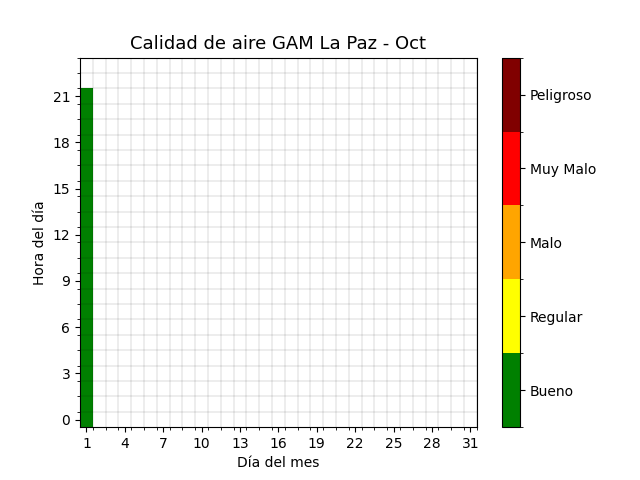 Calidad de aire GAM La Paz - Oct
Hora del día
21
18
15
12
9
6
3
0
1 4 7 10 13 16 19 22 25 28 31
Día del mes
Peligroso
Muy Malo
Malo
Regular
Bueno